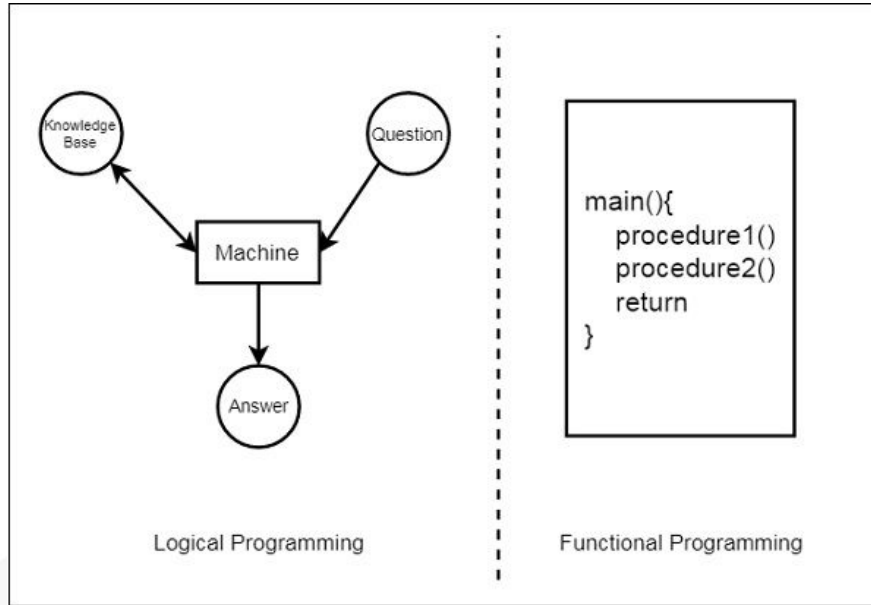 Knowledge
Base
Question
Machine
Answer
Logical Programming
main(){
procedure1()
procedure2()
return
}
Functional Programming